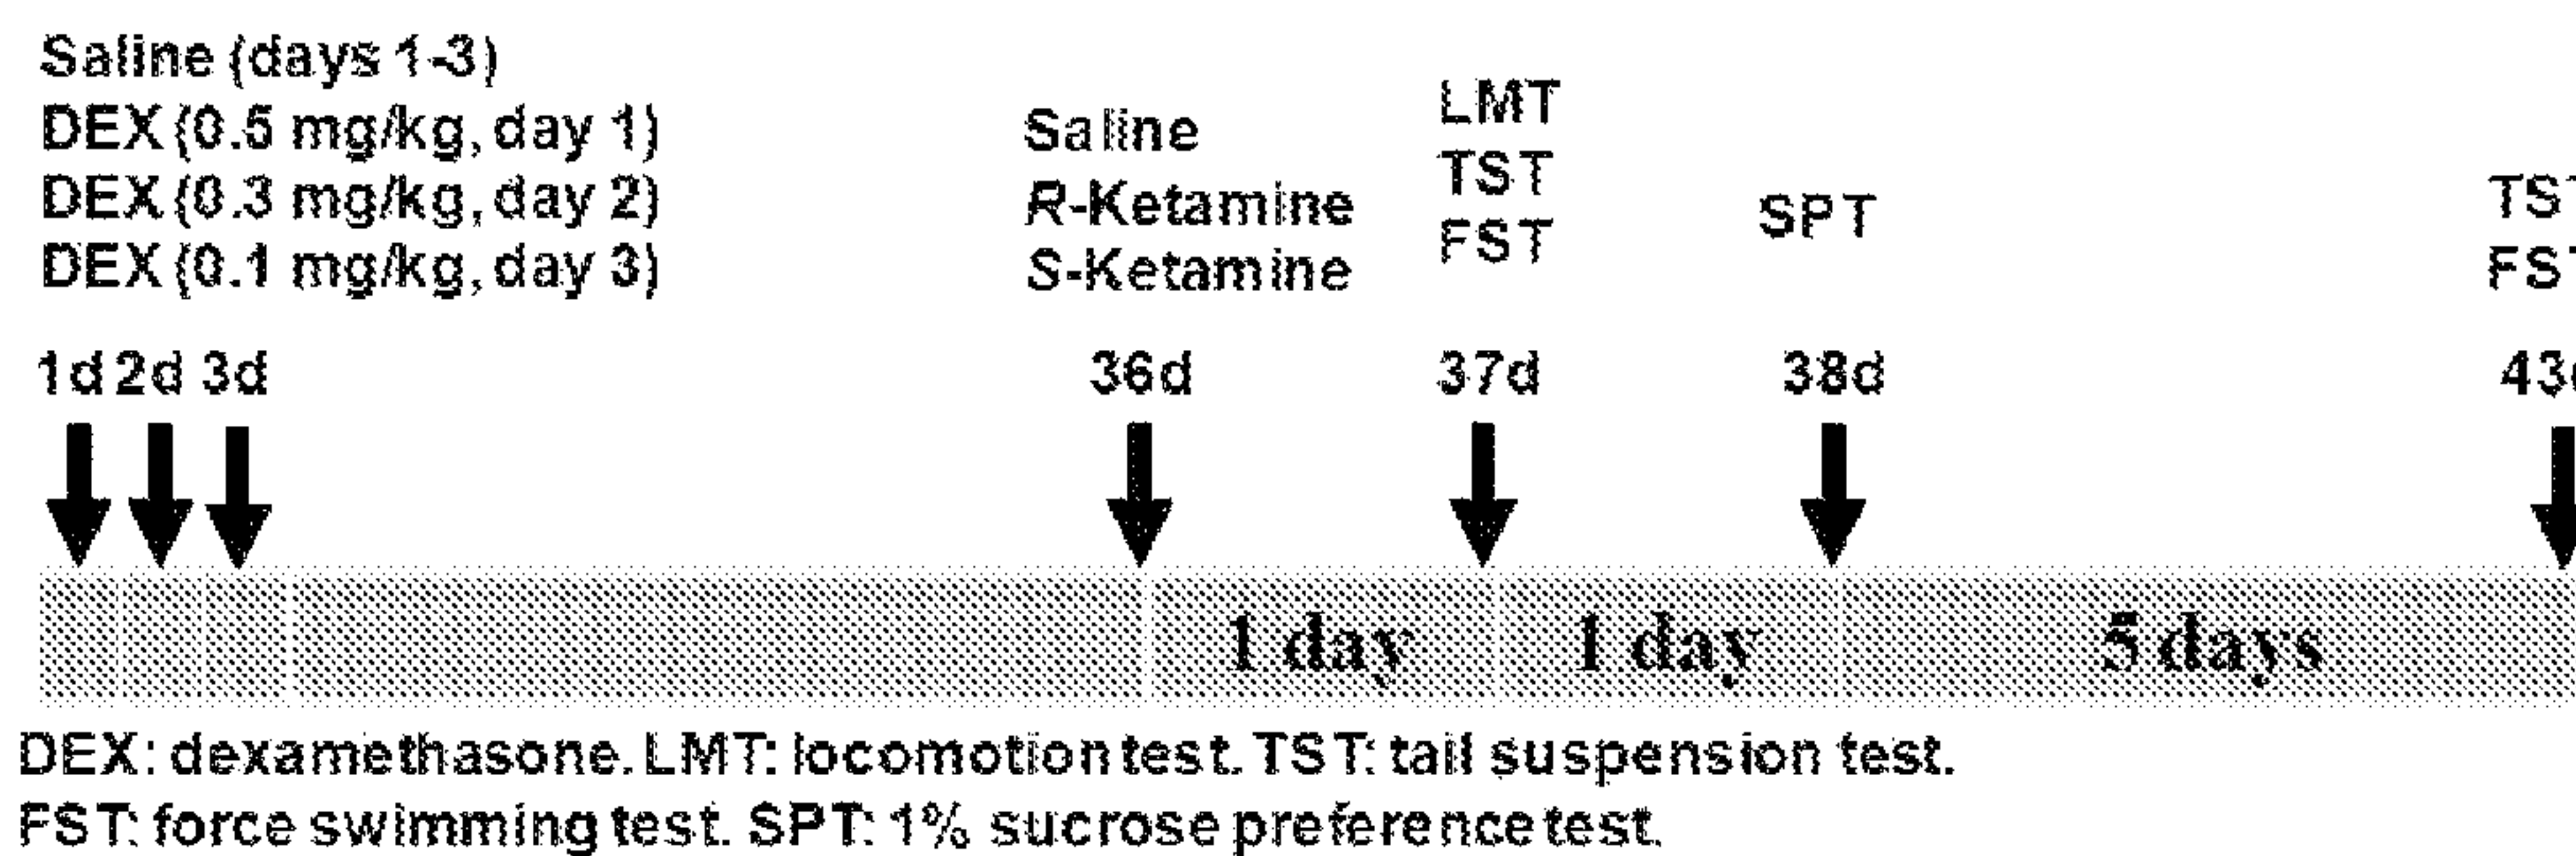 Saline (days 1-3)
DEX (0.5 mg/kg, day 1)
DEX (0.3 mg/kg, day 2)
DEX (0.1 mg/kg, day 3)
Saline
R-Ketamine
S-Ketamine
LMT
TST
FST
SPT
TST
FST
1d 2d 3d 36d 37d 38d 43d
1 day 1 day 5 days
DEX: dexamethasone. LMT: locomotion test. TST: tail suspension test.
FST: force swimming test. SPT: 1% sucrose preference test.